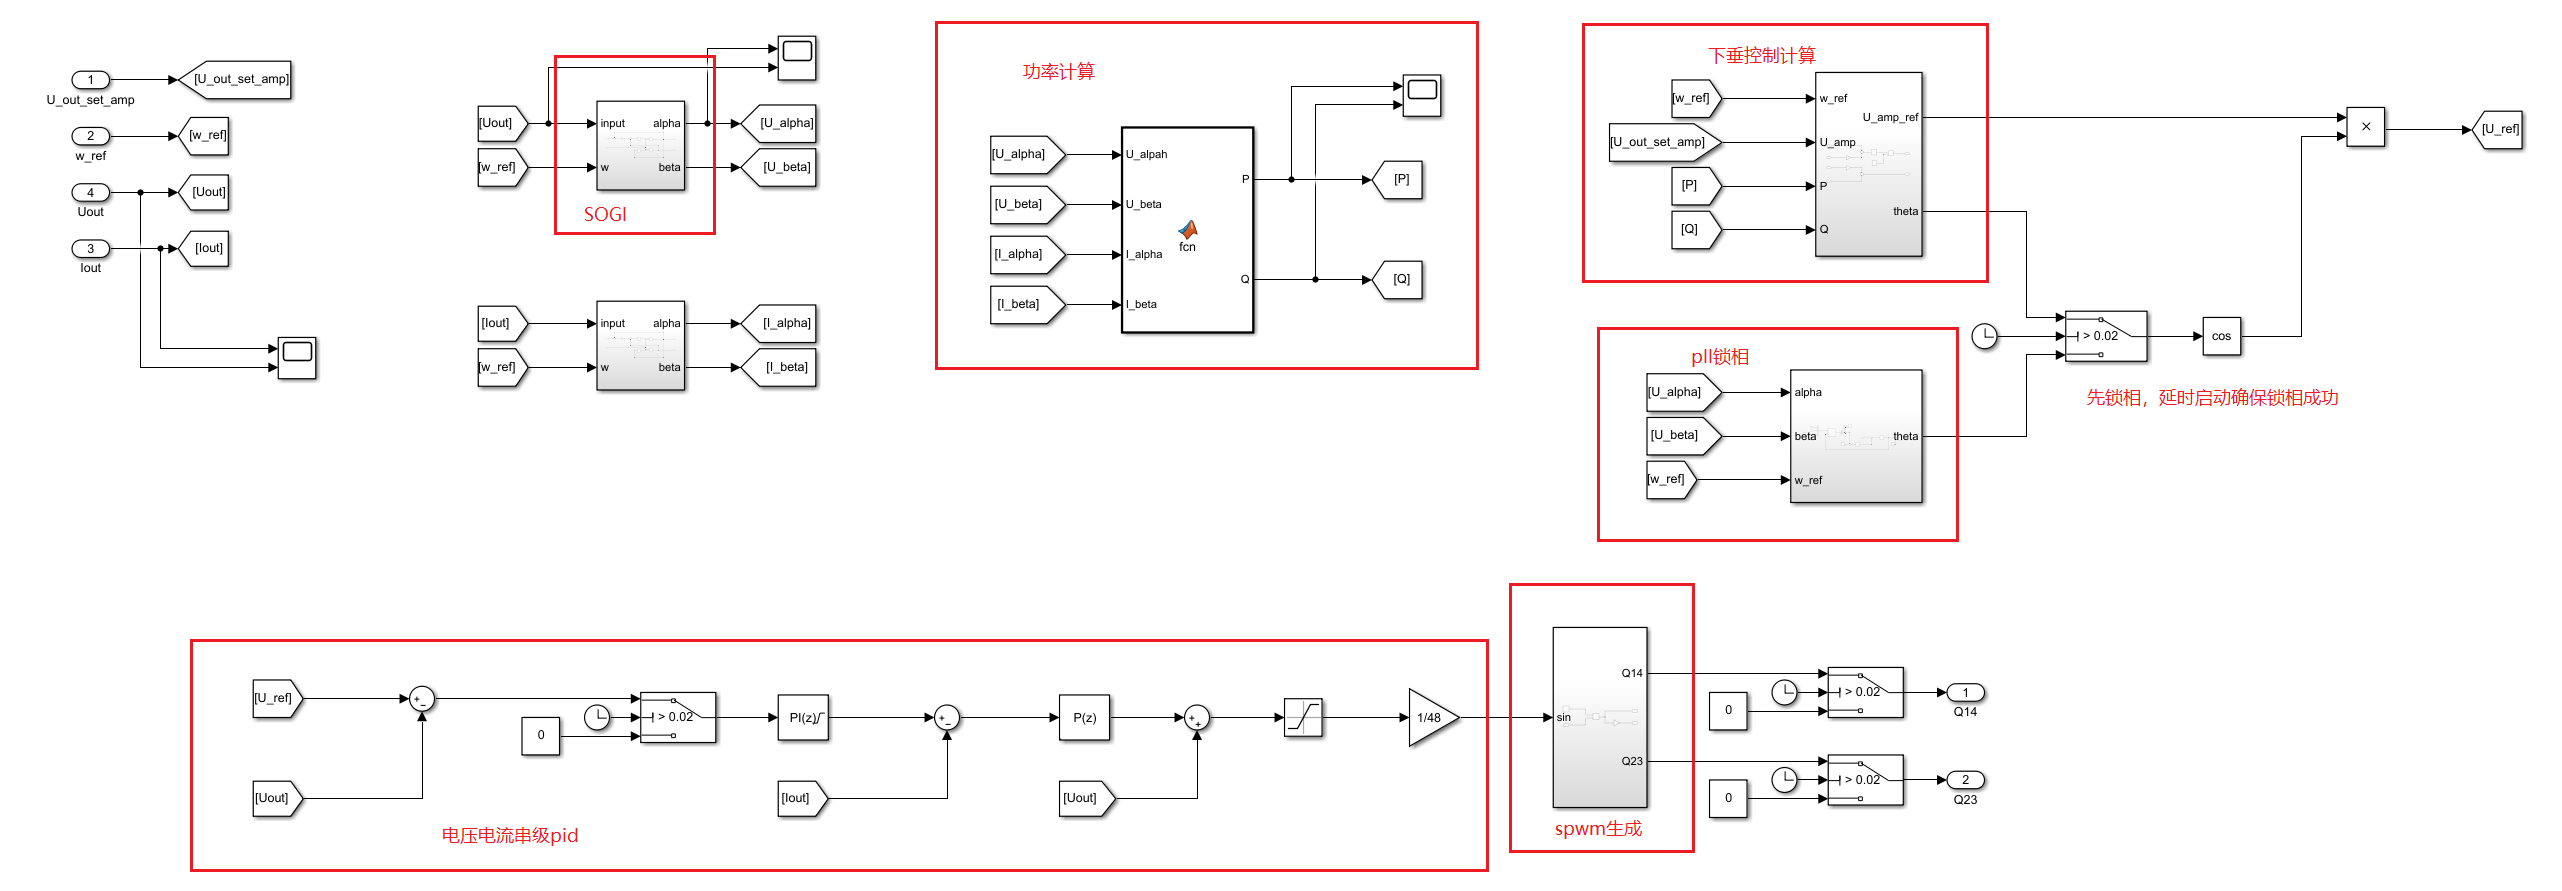 1
[U_out_set_amp]
U_out_set_amp
2
[w_ref]
w_ref
4
[Uout]
Uout
3
[Iout]
Iout
[Uout]
input
alpha
[U_alpha]
[w_ref]
w
beta
[U_beta]
SOGI
[Iout]
input
alpha
[I_alpha]
[w_ref]
w
beta
[I_beta]
功率计算
[U_alpha]
U_alpah
[U_beta]
U_beta
[I_alpha]
I_alpha
[I_beta]
I_beta
fcn
P
[P]
Q
[Q]
下垂控制计算
[w_ref]
w_ref
[U_out_set_amp]
U_amp
[P]
P
[Q]
Q
U_amp_ref
theta
×
[U_ref]
pll锁相
[U_alpha]
alpha
[U_beta]
beta
[w_ref]
w_ref
theta
> 0.02
cos
先锁相，延时启动确保锁相成功
[U_ref]
+
−
[Uout]
0
> 0.02
PI(z)
+
−
[Iout]
P(z)
+
+
[Uout]
1/48
电压电流串级pid
sin
Q14
Q23
spwm生成
0
> 0.02
1
Q14
0
> 0.02
2
Q23